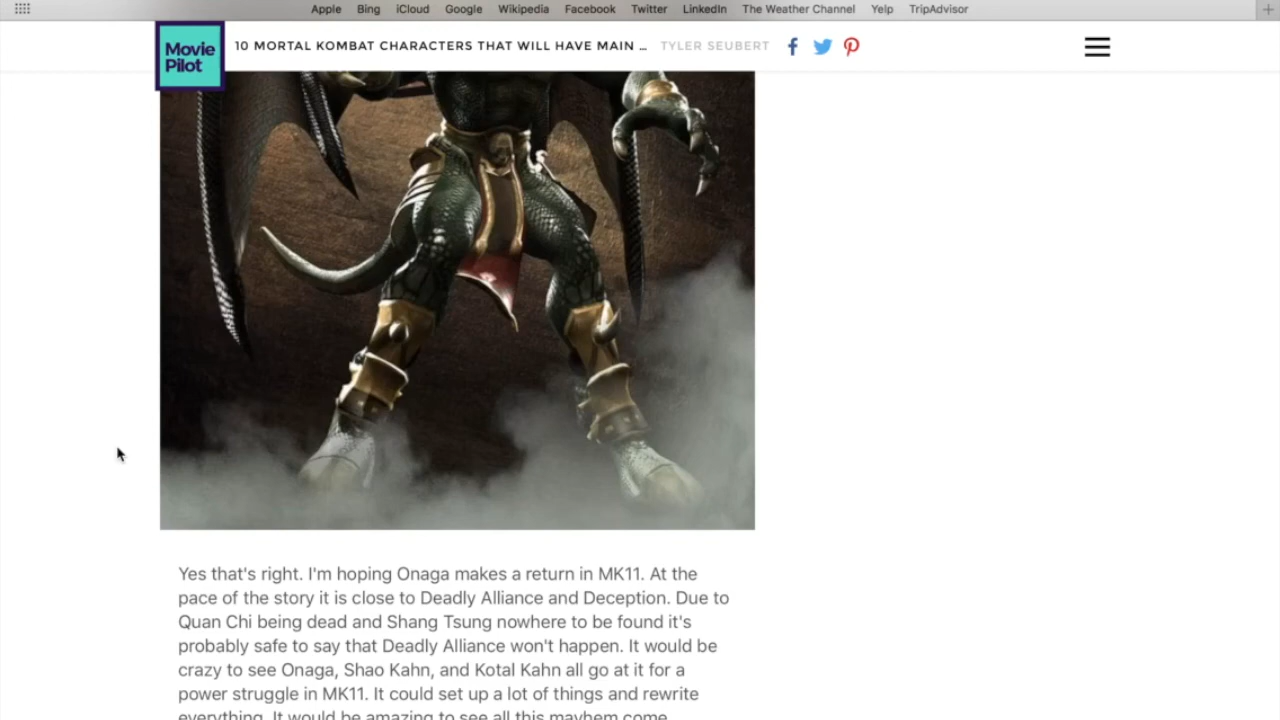 Apple Bing iCloud Google Wikipedia Facebook Twitter LinkedIn The Weather Channel Yelp TripAdvisor
Movie
Pilot
10 MORTAL KOMBAT CHARACTERS THAT WILL HAVE MAIN ... TYLER SEUBERT
Yes that's right. I'm hoping Onaga makes a return in MK11. At the
pace of the story it is close to Deadly Alliance and Deception. Due to
Quan Chi being dead and Shang Tsung nowhere to be found it's
probably safe to say that Deadly Alliance won't happen. It would be
crazy to see Onaga, Shao Kahn, and Kotal Kahn all go at it for a
power struggle in MK11. It could set up a lot of things and rewrite
everything. It would be amazing to see all this mayhem come